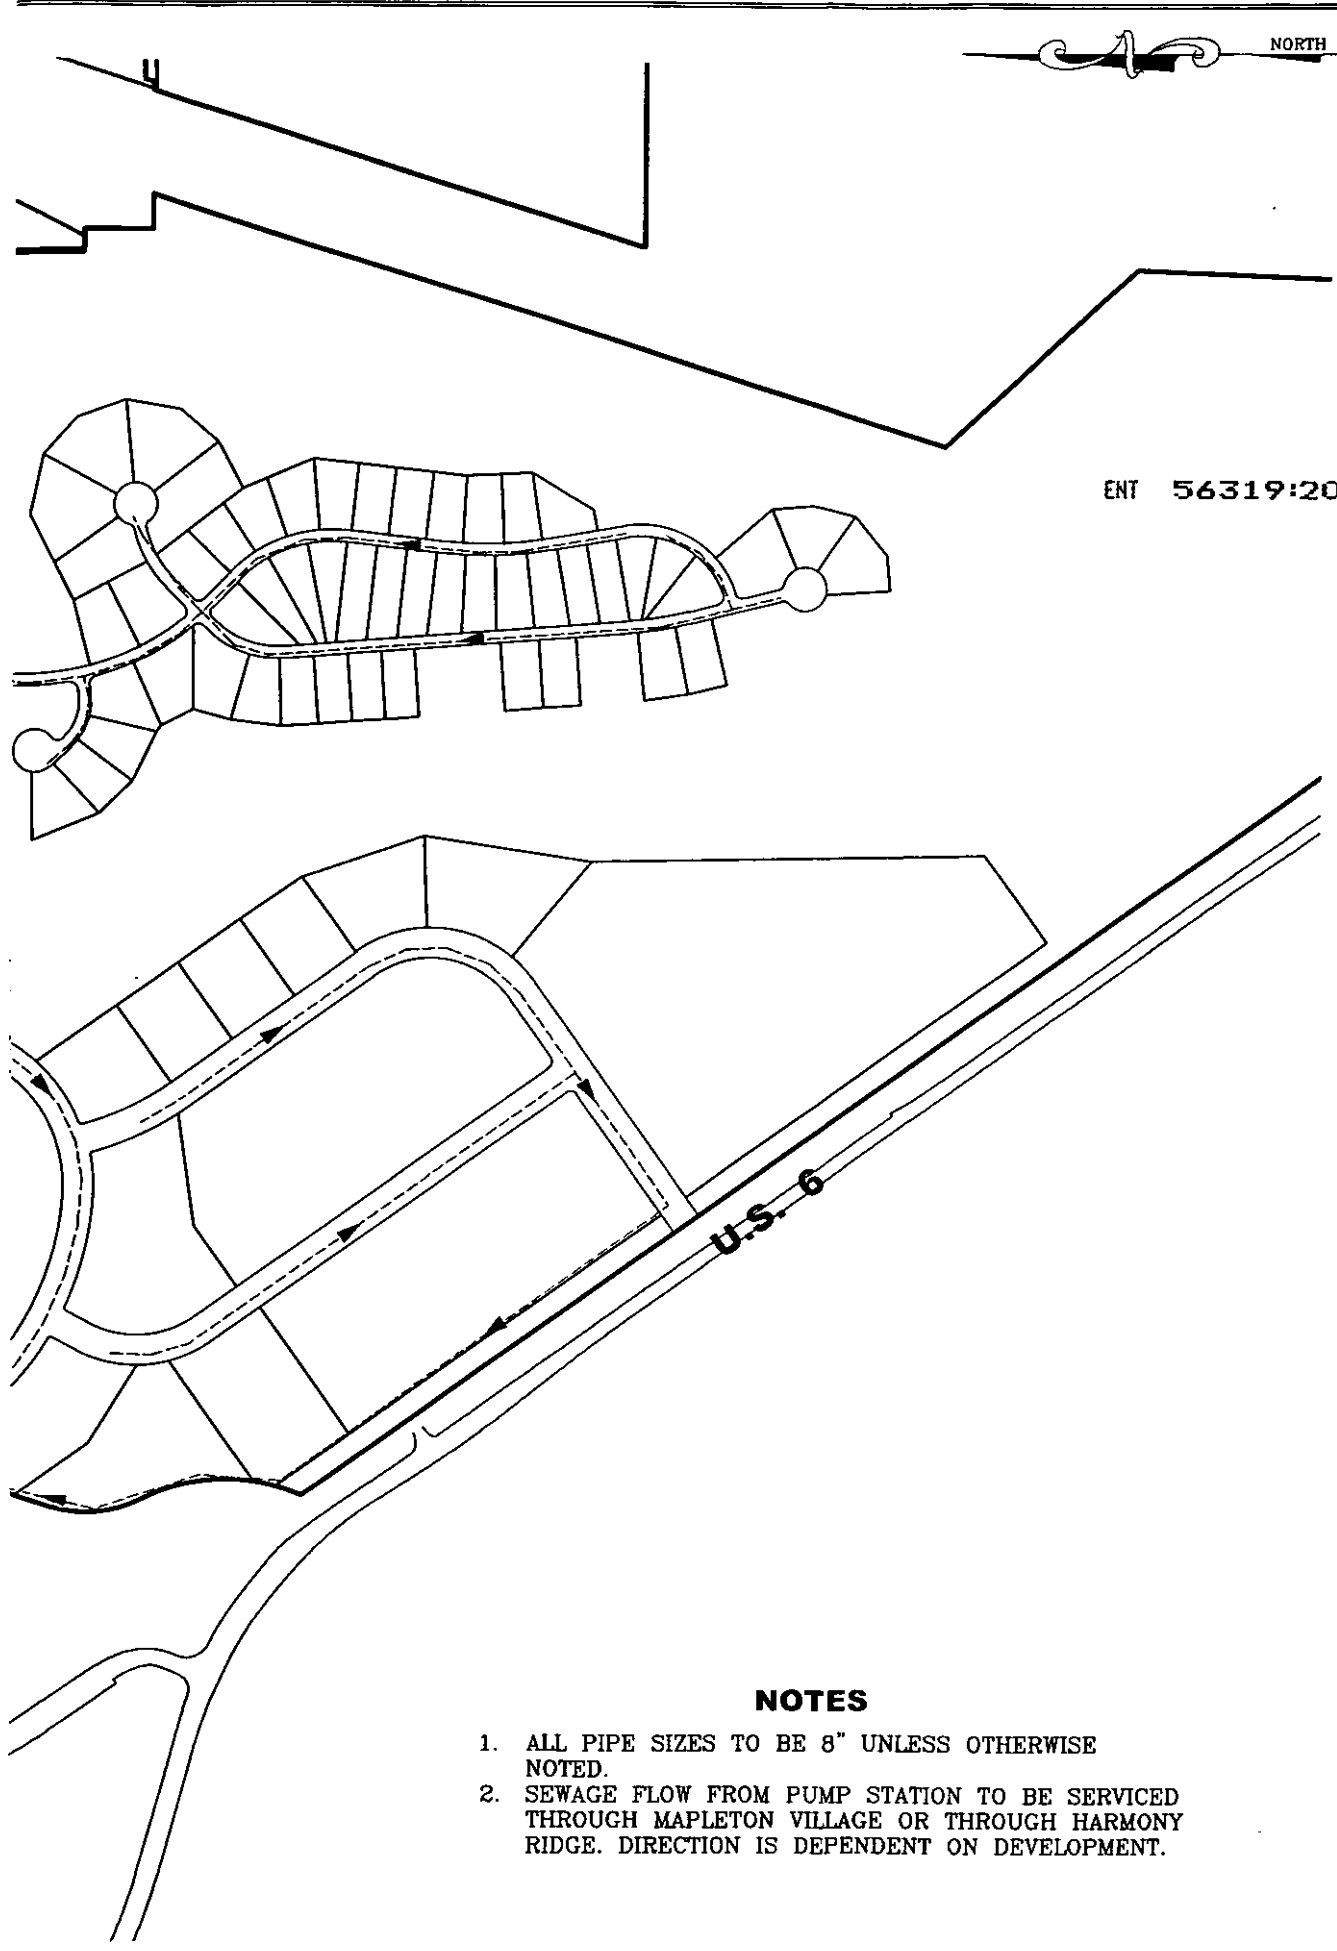 NORTH
ENT 56319:20
U.S. 6
NOTES
1. ALL PIPE SIZES TO BE 8" UNLESS OTHERWISE
NOTED.
2. SEWAGE FLOW FROM PUMP STATION TO BE SERVICED
THROUGH MAPLETON VILLAGE OR THROUGH HARMONY
RIDGE. DIRECTION IS DEPENDENT ON DEVELOPMENT.